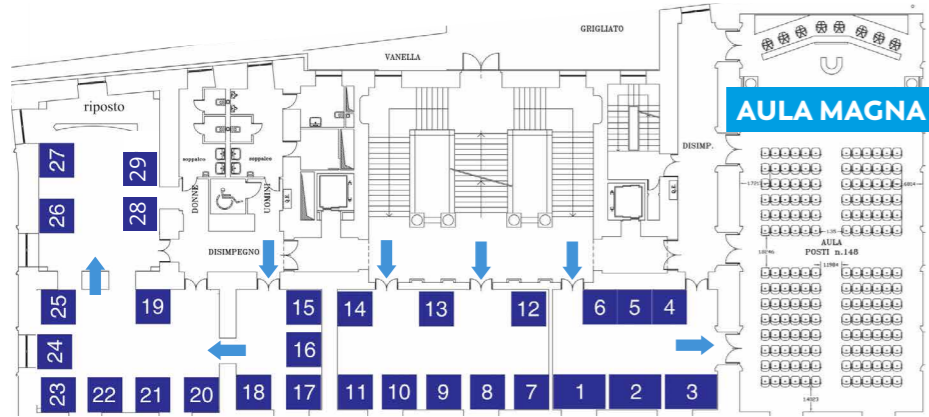 GRIGLIATO
VANELLA
riposto
DISIMP.
AULA MAGNA
soppalco
soppalco
DONNE
UOMINI
Q.E.
Q.E.
27
29
26
28
AULA
POSTI n.148
DISIMPEGNO
25
19
15
14
13
12
6
5
4
24
16
23
22
21
20
18
17
11
10
9
8
7
1
2
3